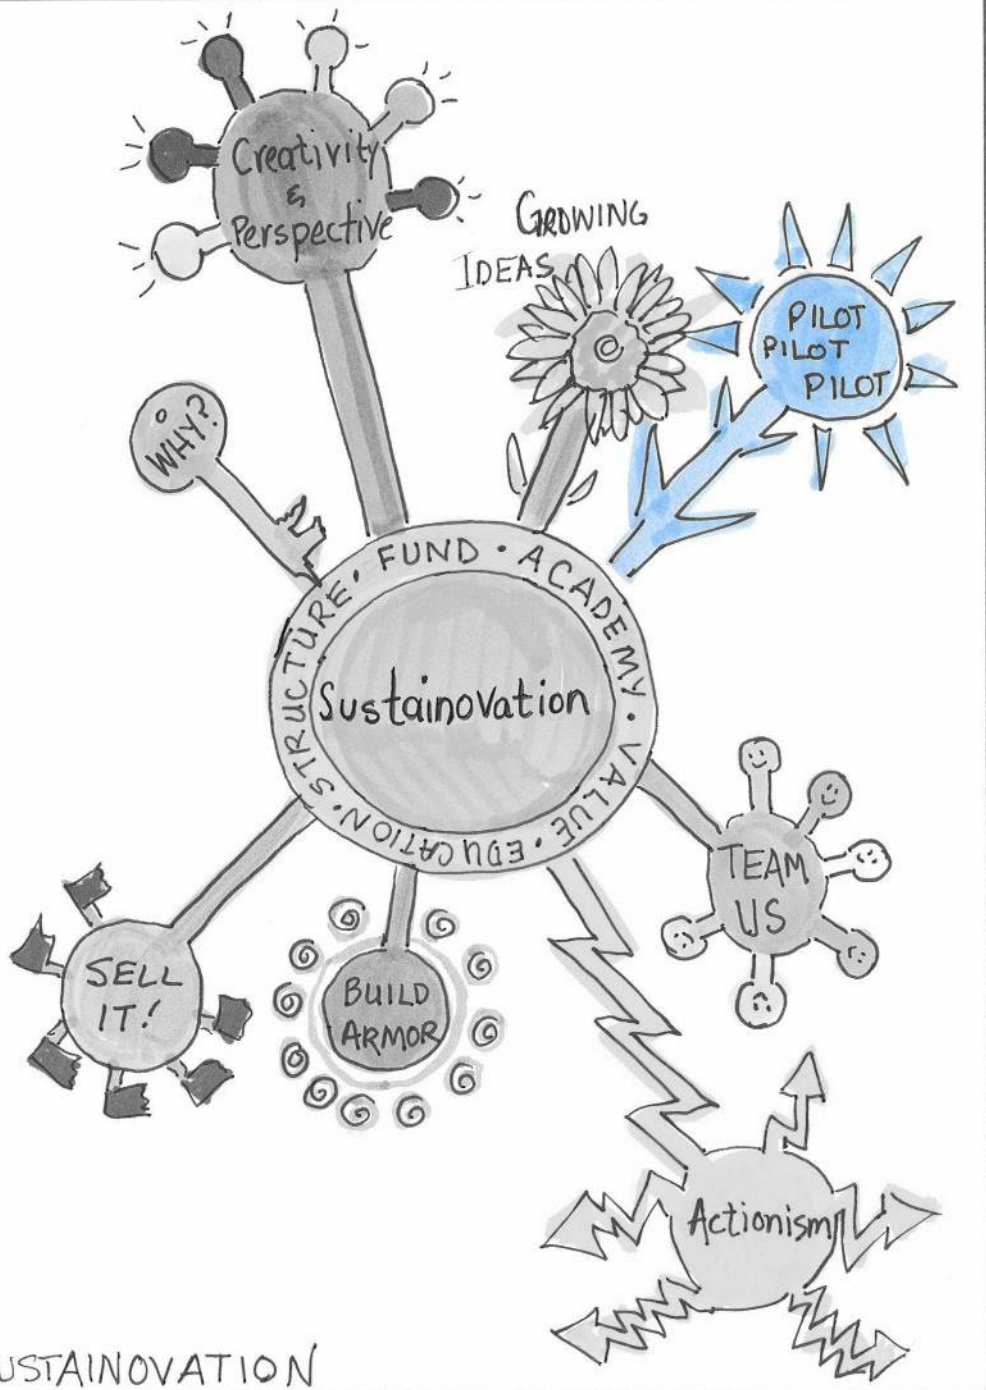 Creativity
&
Perspective
GROWING
IDEAS
PILOT
PILOT
PILOT
WHY?
STRUCTURE · FUND · ACADEMY · VALUE · EDUCATION ·
Sustainovation
TEAM
US
SELL
IT!
BUILD
ARMOR
Actionism
USTAINOVATION